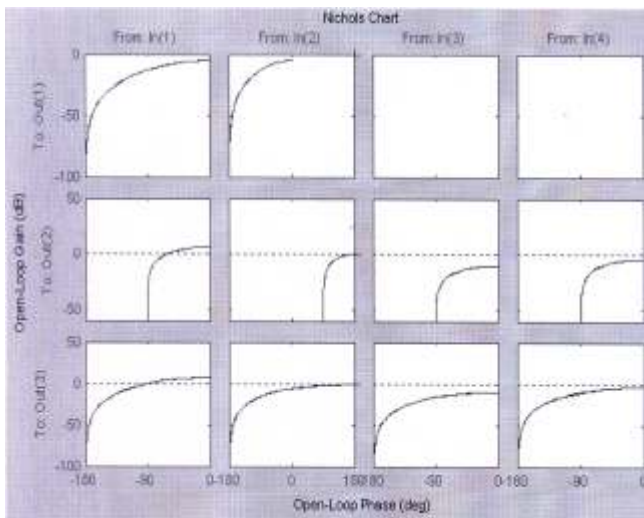 Nichols Chart
From: In(1) From: In(2) From: In(3) From: In(4)
To: Out(1)
0
-50
-100
Open-Loop Gain (dB)
To: Out(2)
50
0
-50
To: Out(3)
50
0
-50
-100
-180 -90 0-180 0 180-180 -90 0-180 -90 0
Open-Loop Phase (deg)